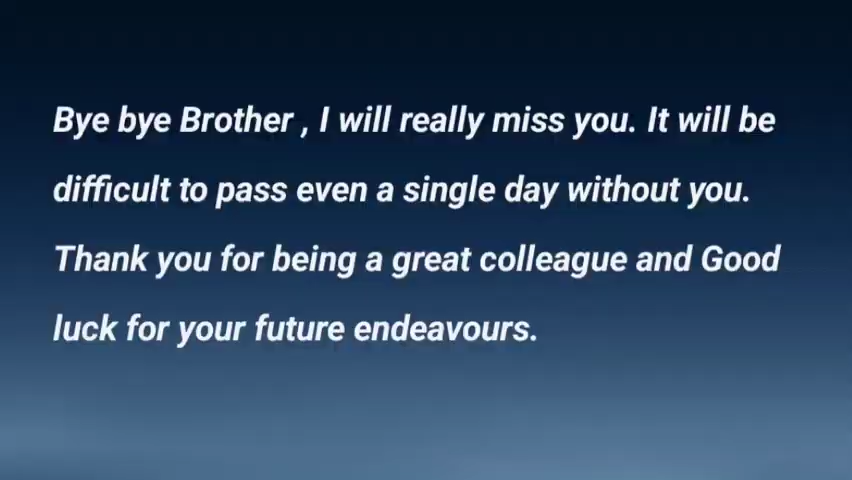 Bye bye Brother , I will really miss you. It will be
difficult to pass even a single day without you.
Thank you for being a great colleague and Good
luck for your future endeavours.